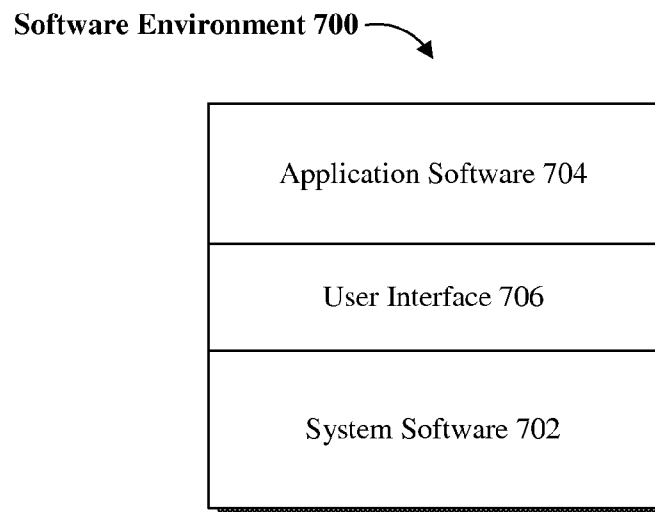 Software Environment 700
Application Software 704
User Interface 706
System Software 702